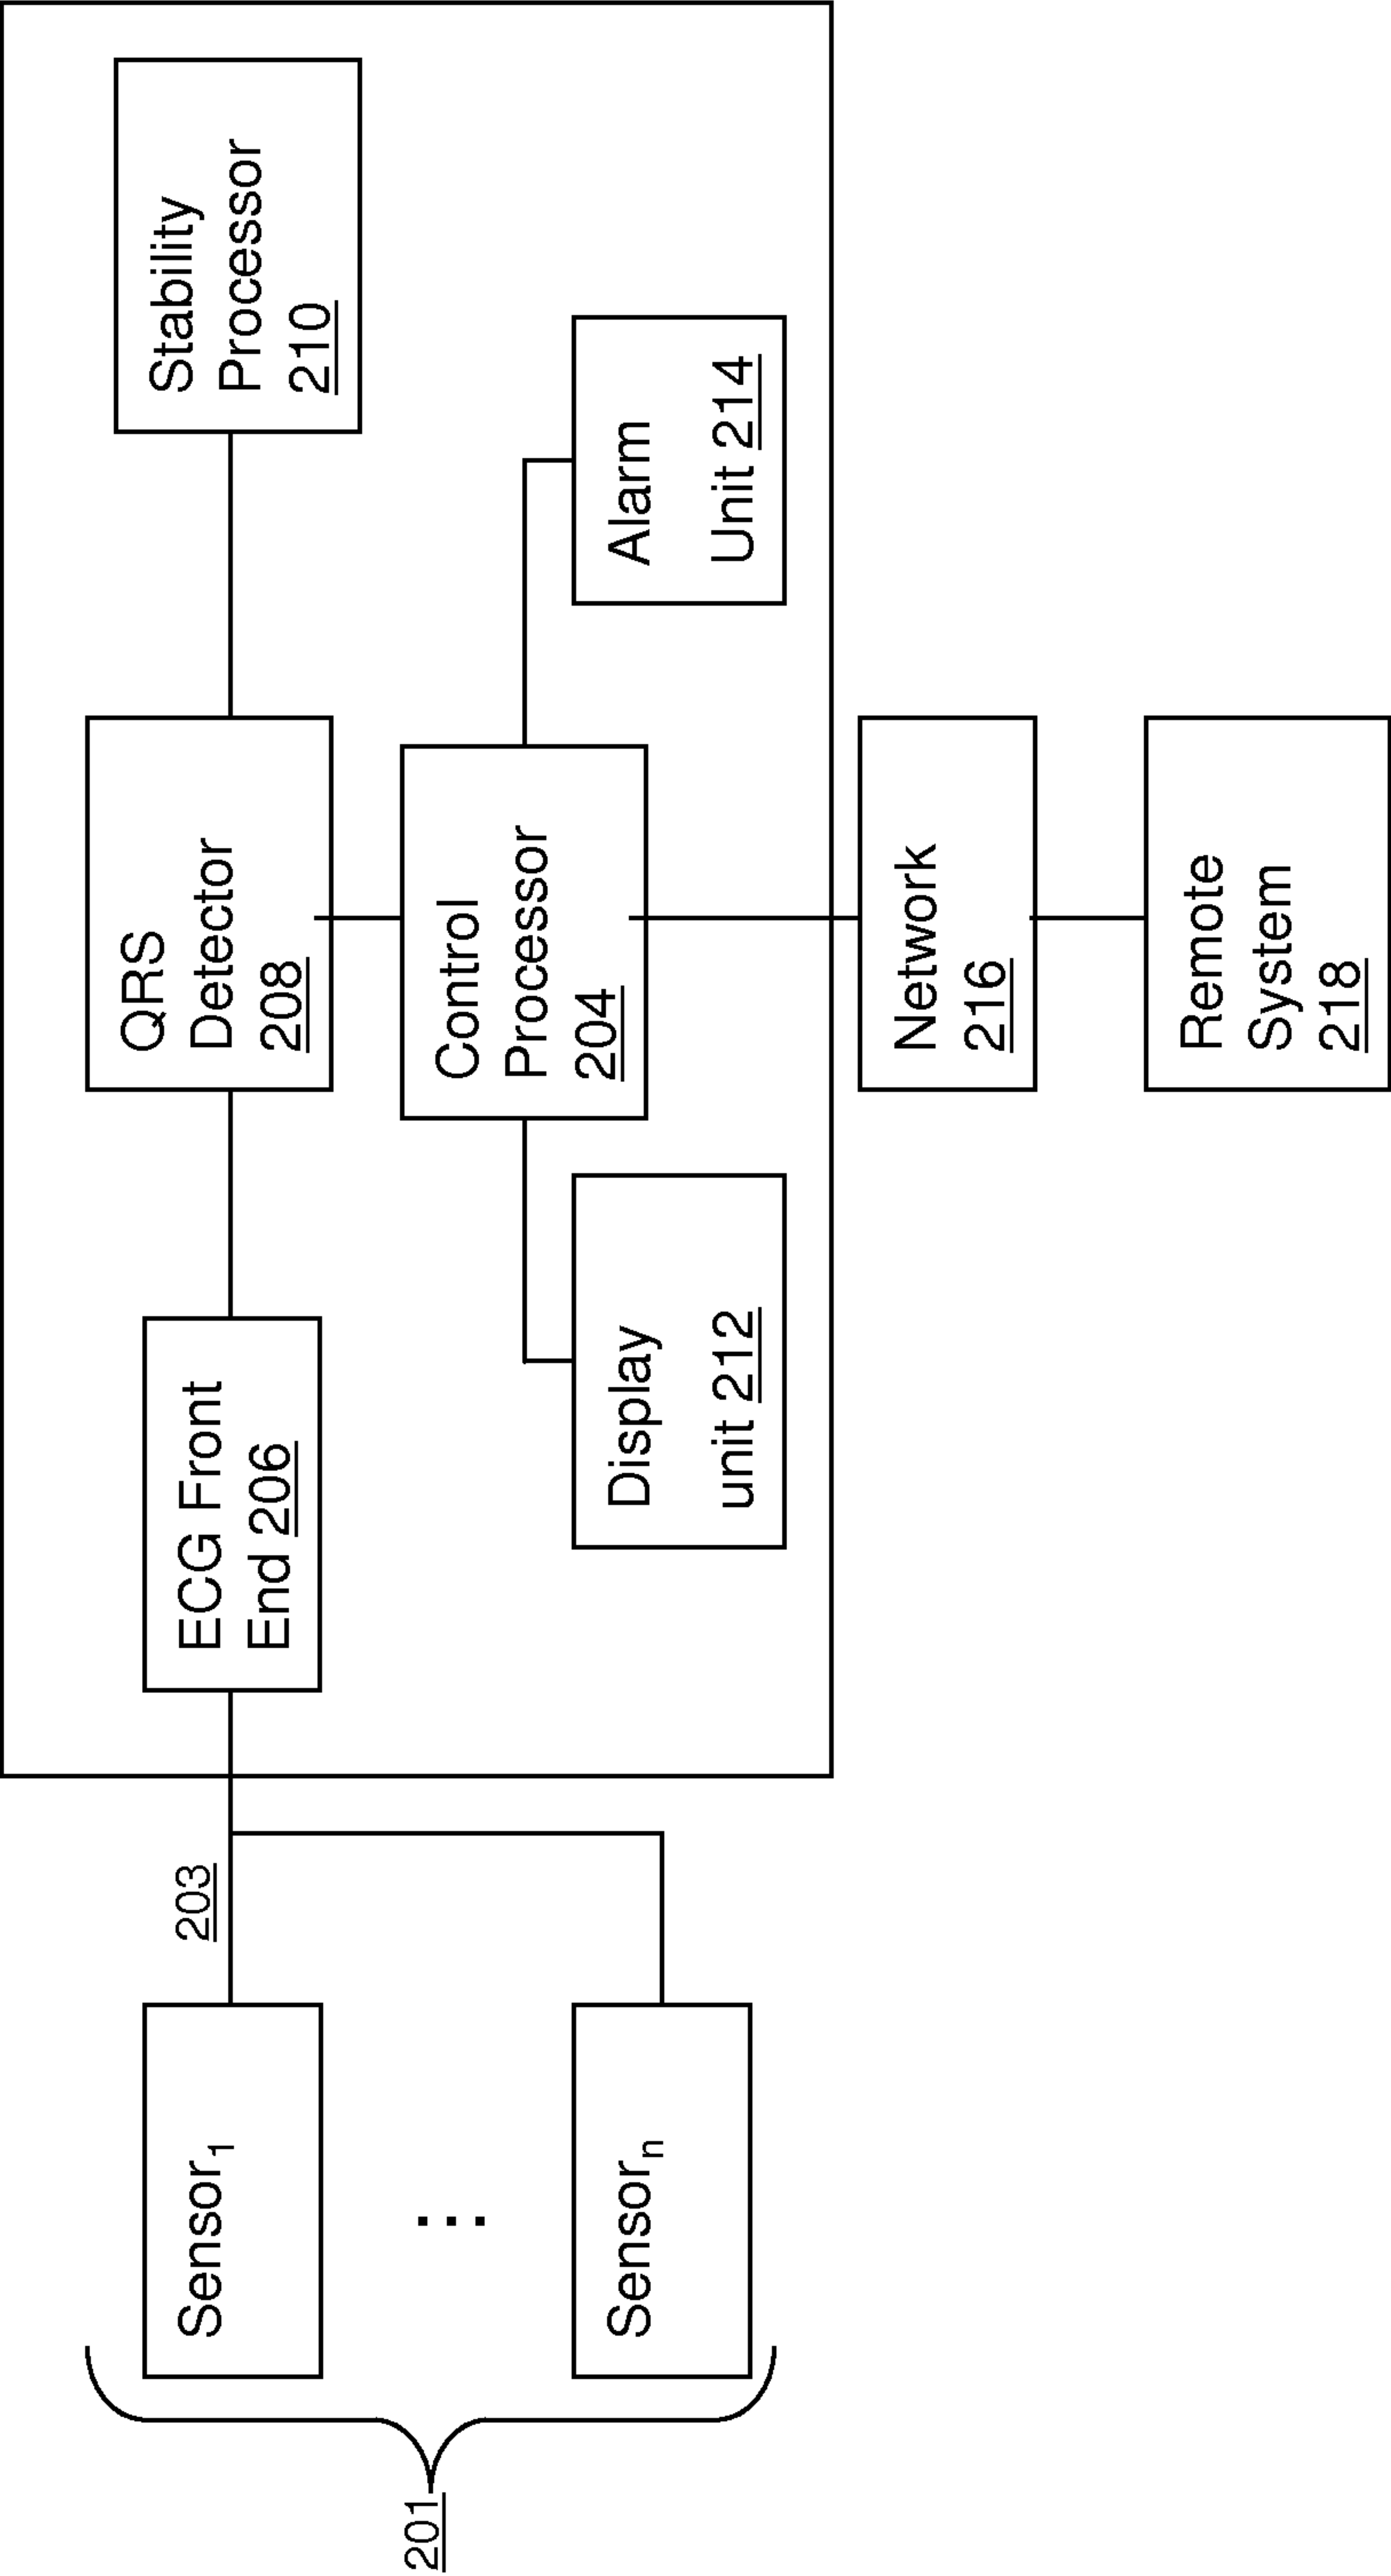 201
Sensor1
...
Sensorn
203
ECG Front
End 206
QRS
Detector
208
Stability
Processor
210
Control
Processor
204
Display
unit 212
Alarm
Unit 214
Network
216
Remote
System
218